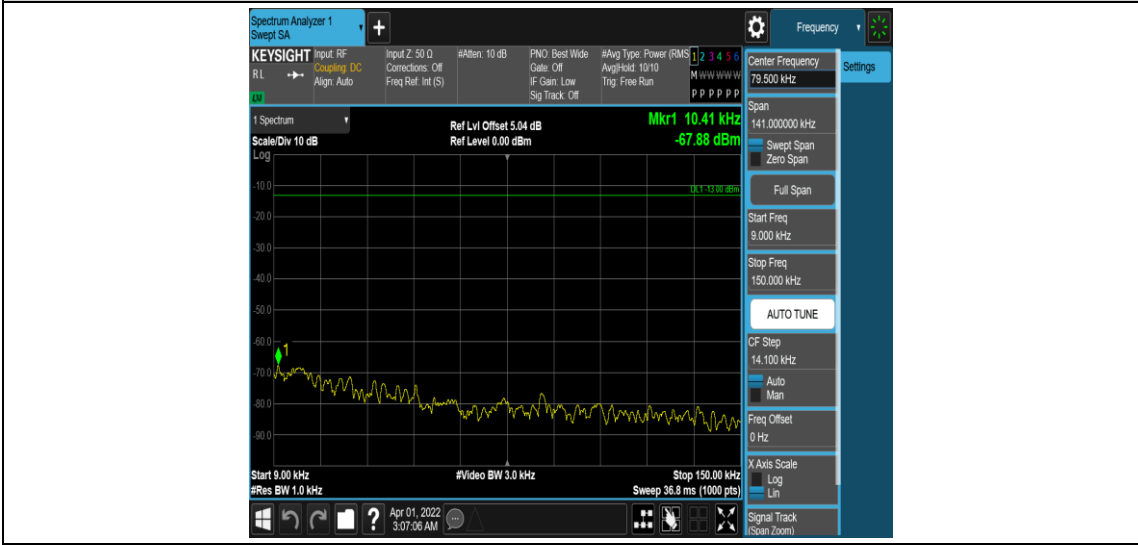 Spectrum Analyzer 1
Swept SA
+
Frequency
KEYSIGHT
R L
LXI
Input: RF
Coupling: DC
Align: Auto
Input Z: 50 Ω
Corrections: Off
Freq Ref: Int (S)
#Atten: 10 dB
PNO: Best Wide
Gate: Off
IF Gain: Low
Sig Track: Off
#Avg Type: Power (RMS
Avg|Hold: 10/10
Trig: Free Run
1 2 3 4 5 6
M W W W W W
P P P P P P
Center Frequency
79.500 kHz
Settings
1 Spectrum
Scale/Div 10 dB
Log
Ref Lvl Offset 5.04 dB
Ref Level 0.00 dBm
Mkr1 10.41 kHz
-67.88 dBm
DL1 -13.00 dBm
-10.0
-20.0
-30.0
-40.0
-50.0
-60.0
-70.0
-80.0
-90.0
1
Start 9.00 kHz
#Res BW 1.0 kHz
#Video BW 3.0 kHz
Stop 150.00 kHz
Sweep 36.8 ms (1000 pts)
Span
141.000000 kHz
Swept Span
Zero Span
Full Span
Start Freq
9.000 kHz
Stop Freq
150.000 kHz
AUTO TUNE
CF Step
14.100 kHz
Auto
Man
Freq Offset
0 Hz
X Axis Scale
Log
Lin
Signal Track
(Span Zoom)
?
Apr 01, 2022
3:07:06 AM